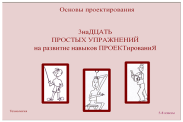 Основы проектирования
ЗнаДЦАТЬ
ПРОСТЫХ УПРАЖНЕНИЙ
на развитие навыков ПРОЕКТированиЯ